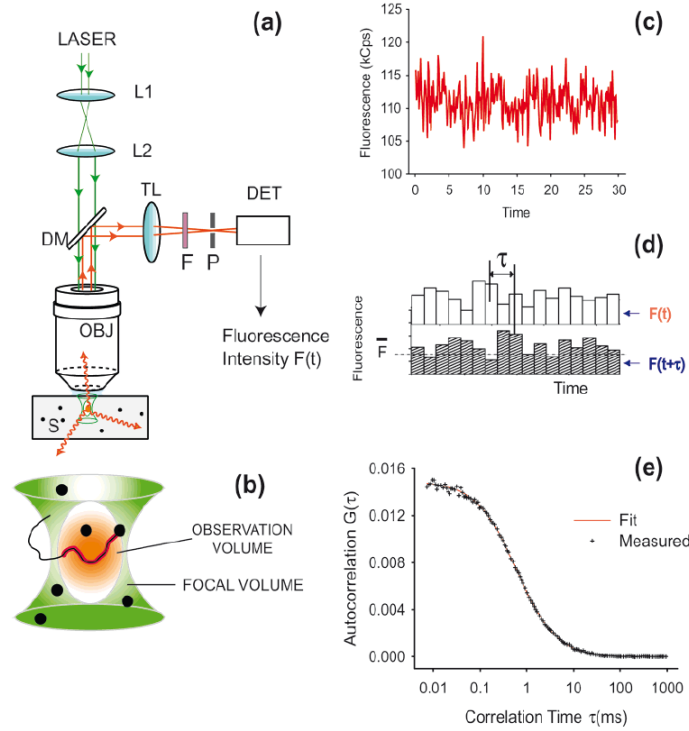 (a)
LASER
L1
L2
TL
DET
DM
F
P
OBJ
Fluorescence
Intensity F(t)
S
(b)
OBSERVATION
VOLUME
FOCAL VOLUME
(c)
Fluorescence (kCps)
120
115
110
105
100
0 5 10 15 20 25 30
Time
(d)
τ
Fluorescence
F(t)
F̅
F(t+τ)
Time
(e)
Autocorrelation G(τ)
0.016
0.012
0.008
0.004
0.000
Fit
Measured
0.01 0.1 1 10 100 1000
Correlation Time τ(ms)